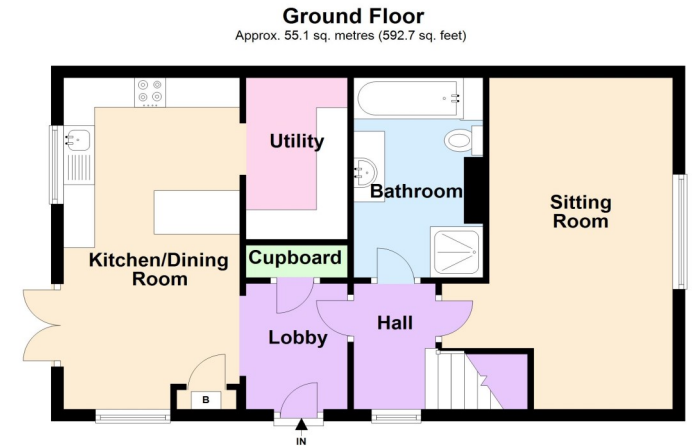 Ground Floor
Approx. 55.1 sq. metres (592.7 sq. feet)
Utility
Bathroom
Sitting
Room
Kitchen/Dining
Room
Cupboard
Lobby
Hall
B
IN